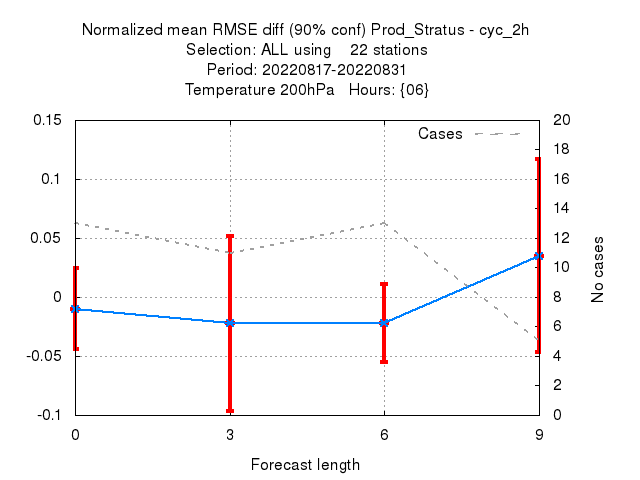 Normalized mean RMSE diff (90% conf) Prod_Stratus - cyc_2h
Selection: ALL using    22 stations
Period: 20220817-20220831
Temperature 200hPa   Hours: {06}
Cases
0.15
0.1
0.05
0
-0.05
-0.1
20
18
16
14
12
10
8
6
4
2
0
No cases
0 3 6 9
Forecast length